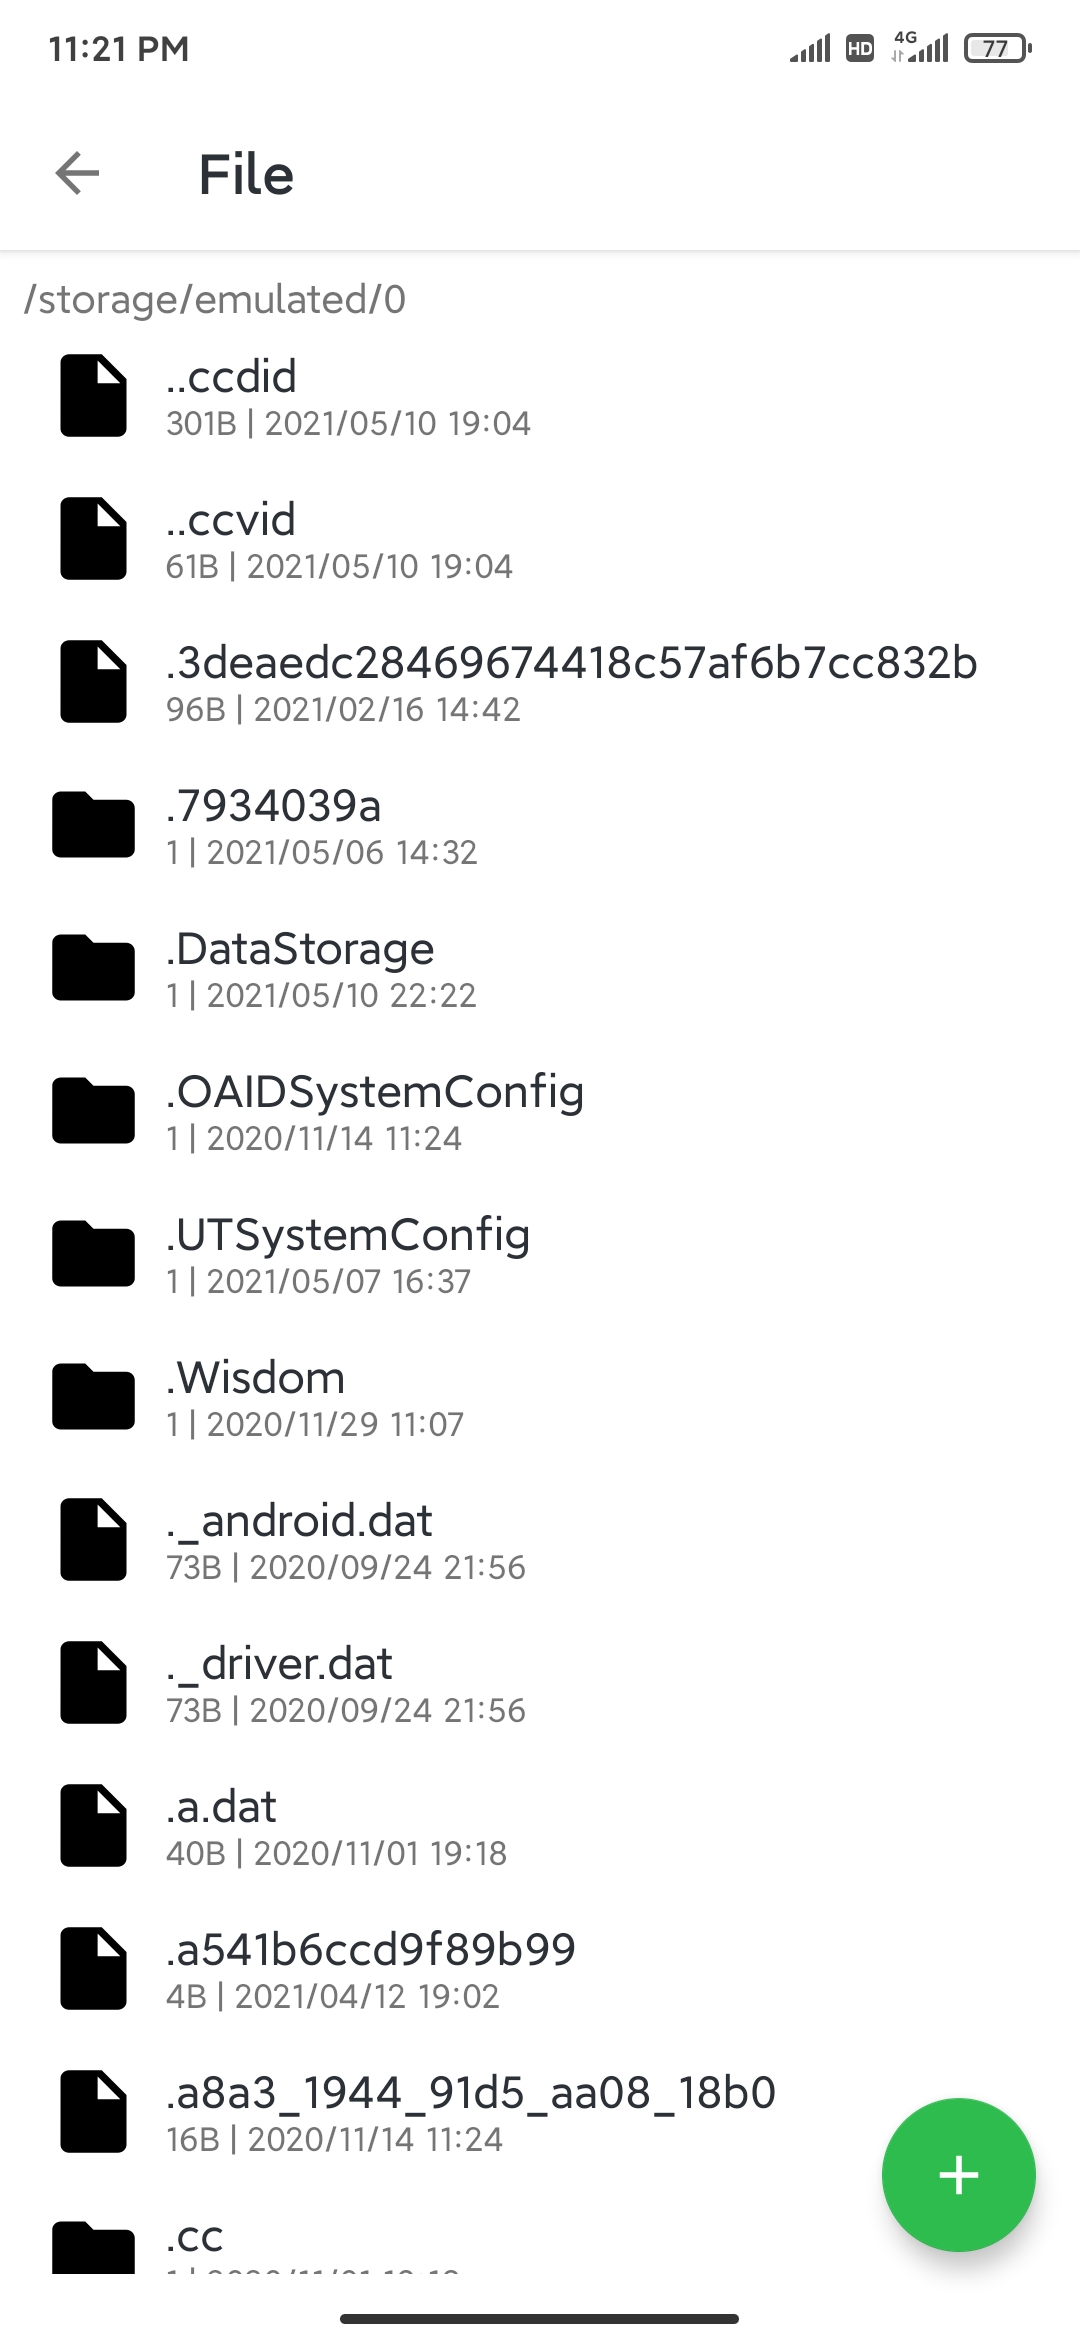 11:21 PM
HD
4G
77
File
/storage/emulated/0
..ccdid
301B | 2021/05/10 19:04
..ccvid
61B | 2021/05/10 19:04
.3deaedc28469674418c57af6b7cc832b
96B | 2021/02/16 14:42
.7934039a
1 | 2021/05/06 14:32
.DataStorage
1 | 2021/05/10 22:22
.OAIDSystemConfig
1 | 2020/11/14 11:24
.UTSystemConfig
1 | 2021/05/07 16:37
.Wisdom
1 | 2020/11/29 11:07
._android.dat
73B | 2020/09/24 21:56
._driver.dat
73B | 2020/09/24 21:56
.a.dat
40B | 2020/11/01 19:18
.a541b6ccd9f89b99
4B | 2021/04/12 19:02
.a8a3_1944_91d5_aa08_18b0
16B | 2020/11/14 11:24
.cc